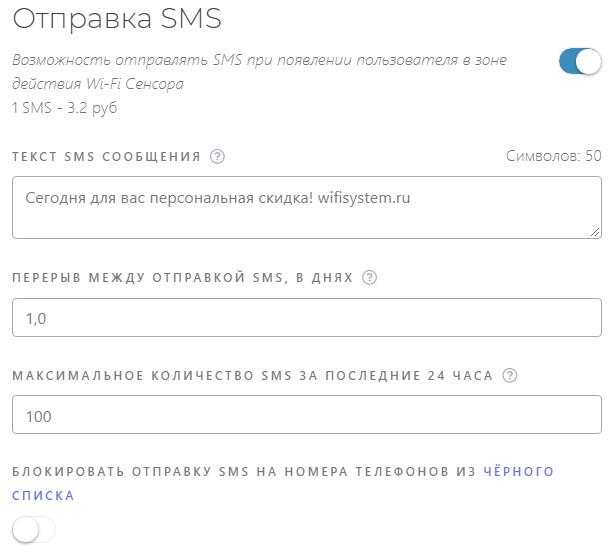 Отправка SMS
Возможность отправлять SMS при появлении пользователя в зоне
действия Wi-Fi Сенсора
1 SMS - 3.2 руб
ТЕКСТ SMS СООБЩЕНИЯ ?
Символов: 50
Сегодня для вас персональная скидка! wifisystem.ru
ПЕРЕРЫВ МЕЖДУ ОТПРАВКОЙ SMS, В ДНЯХ ?
1,0
МАКСИМАЛЬНОЕ КОЛИЧЕСТВО SMS ЗА ПОСЛЕДНИЕ 24 ЧАСА ?
100
БЛОКИРОВАТЬ ОТПРАВКУ SMS НА НОМЕРА ТЕЛЕФОНОВ ИЗ ЧЁРНОГО
СПИСКА